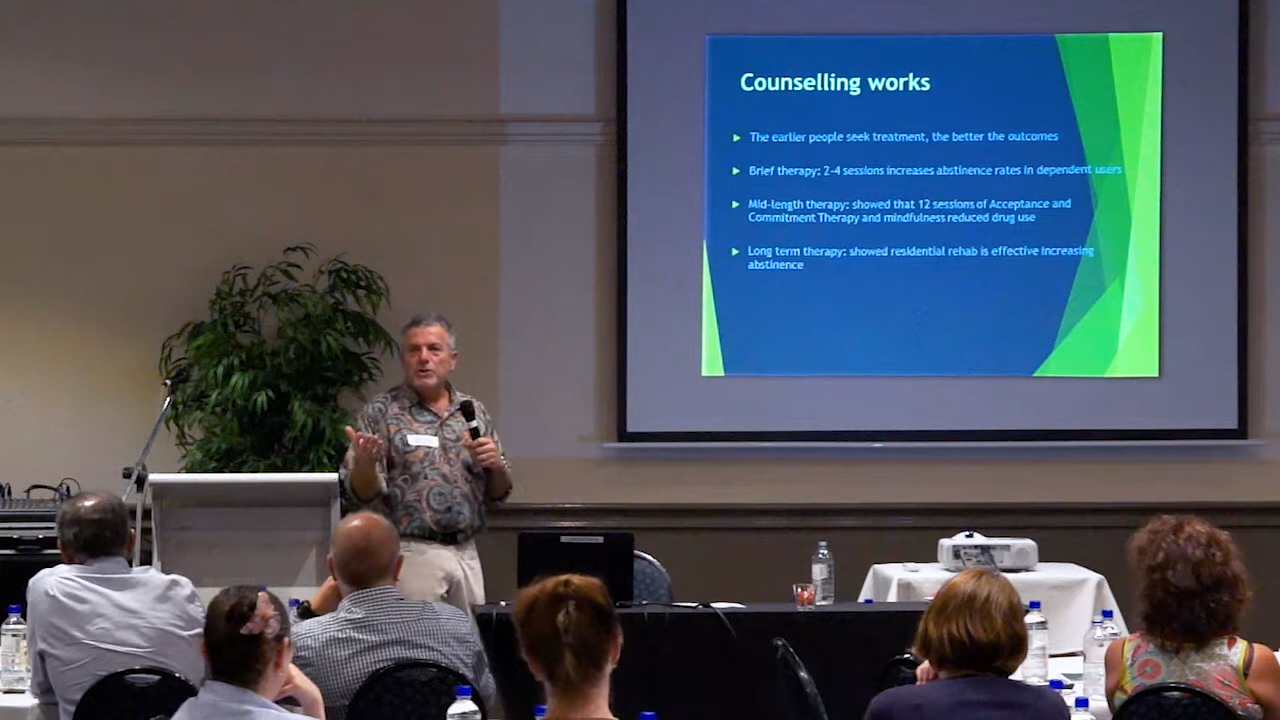 Counselling works
The earlier people seek treatment, the better the outcomes
Brief therapy: 2-4 sessions increases abstinence rates in dependent users
Mid-length therapy: showed that 12 sessions of Acceptance and
Commitment Therapy and mindfulness reduced drug use
Long term therapy: showed residential rehab is effective increasing
abstinence